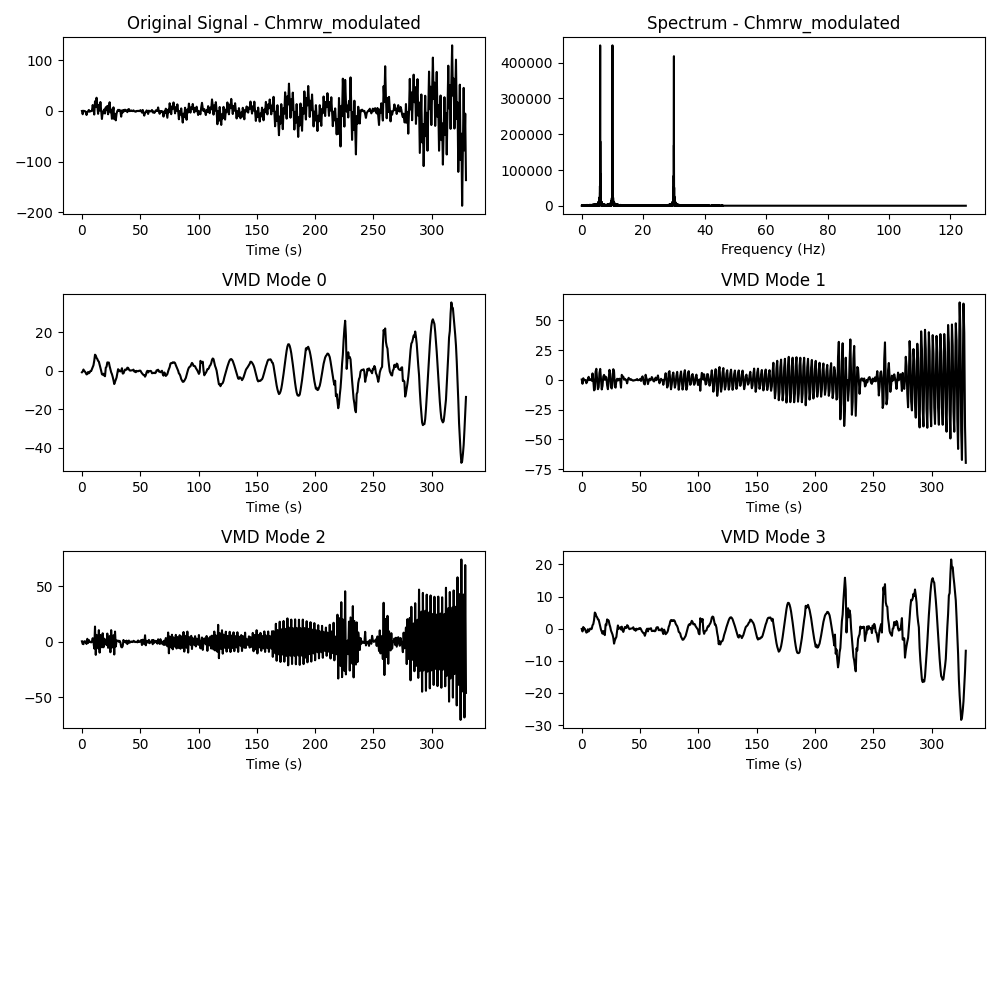 Original Signal - Chmrw_modulated
100
0
−100
−200
0 50 100 150 200 250 300
Time (s)
Spectrum - Chmrw_modulated
400000
300000
200000
100000
0
0 20 40 60 80 100 120
Frequency (Hz)
VMD Mode 0
20
0
−20
−40
0 50 100 150 200 250 300
Time (s)
VMD Mode 1
50
25
0
−25
−50
−75
0 50 100 150 200 250 300
Time (s)
VMD Mode 2
50
0
−50
0 50 100 150 200 250 300
Time (s)
VMD Mode 3
20
10
0
−10
−20
−30
0 50 100 150 200 250 300
Time (s)